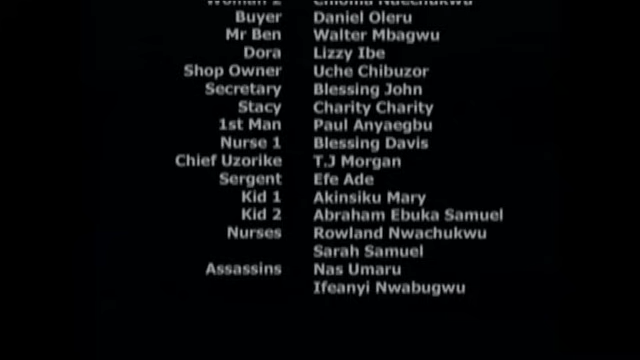 Buyer Daniel Oleru
Mr Ben Walter Mbagwu
Dora Lizzy Ibe
Shop Owner Uche Chibuzor
Secretary Blessing John
Stacy Charity Charity
1st Man Paul Anyaegbu
Nurse 1 Blessing Davis
Chief Uzorike T.J Morgan
Sergent Efe Ade
Kid 1 Akinsiku Mary
Kid 2 Abraham Ebuka Samuel
Nurses Rowland Nwachukwu
Sarah Samuel
Assassins Nas Umaru
Ifeanyi Nwabugwu